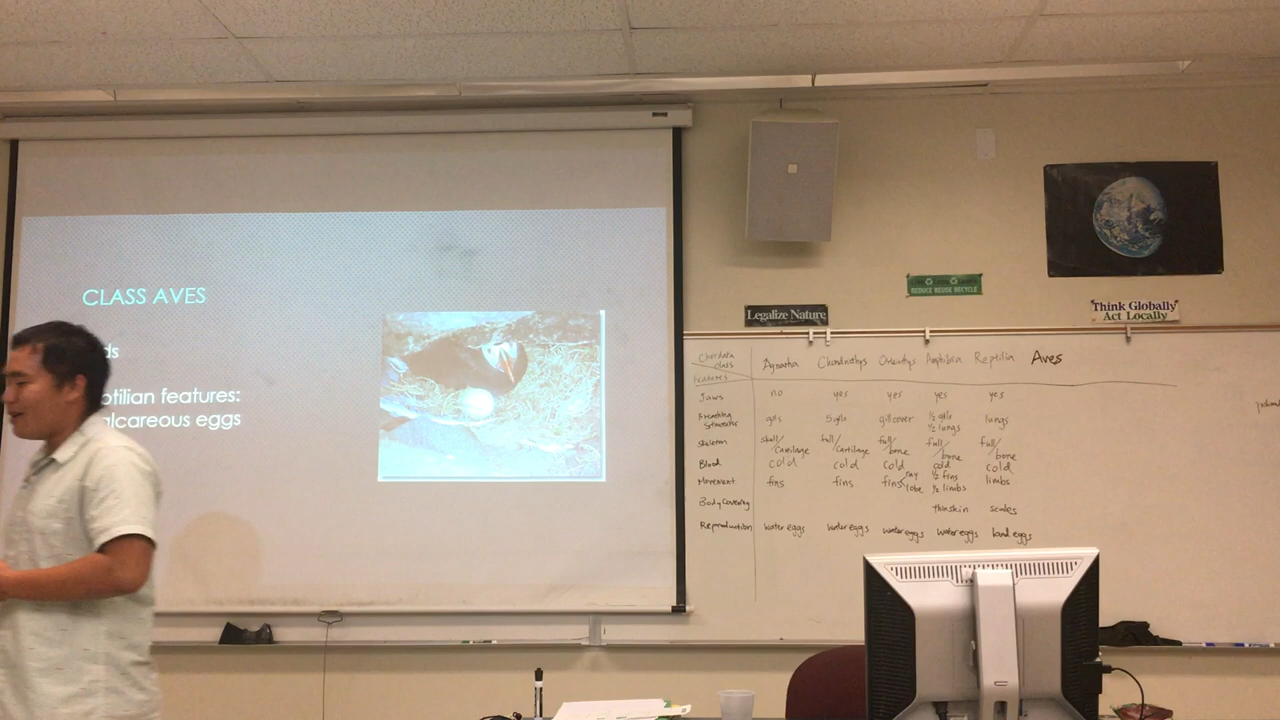 CLASS AVES
ds
ptilian features:
alcareous eggs
REDUCE REUSE RECYCLE
Legalize Nature
Think Globally
Act Locally
Chordata class Agnatha Chondricthys Osteicthys Amphibia Reptilia Aves
Features
Jaws no yes yes yes yes
Breathing Structure gills 5 gills gill cover ½ gills ½ lungs lungs
Skeleton skull/cartilage full/cartilage full/bone full/bone full/bone
Blood cold cold cold cold cold
Movement fins fins fins ray lobe ½ fins ½ limbs limbs
Body Covering thin skin scales
Reproduction water eggs water eggs water eggs water eggs land eggs